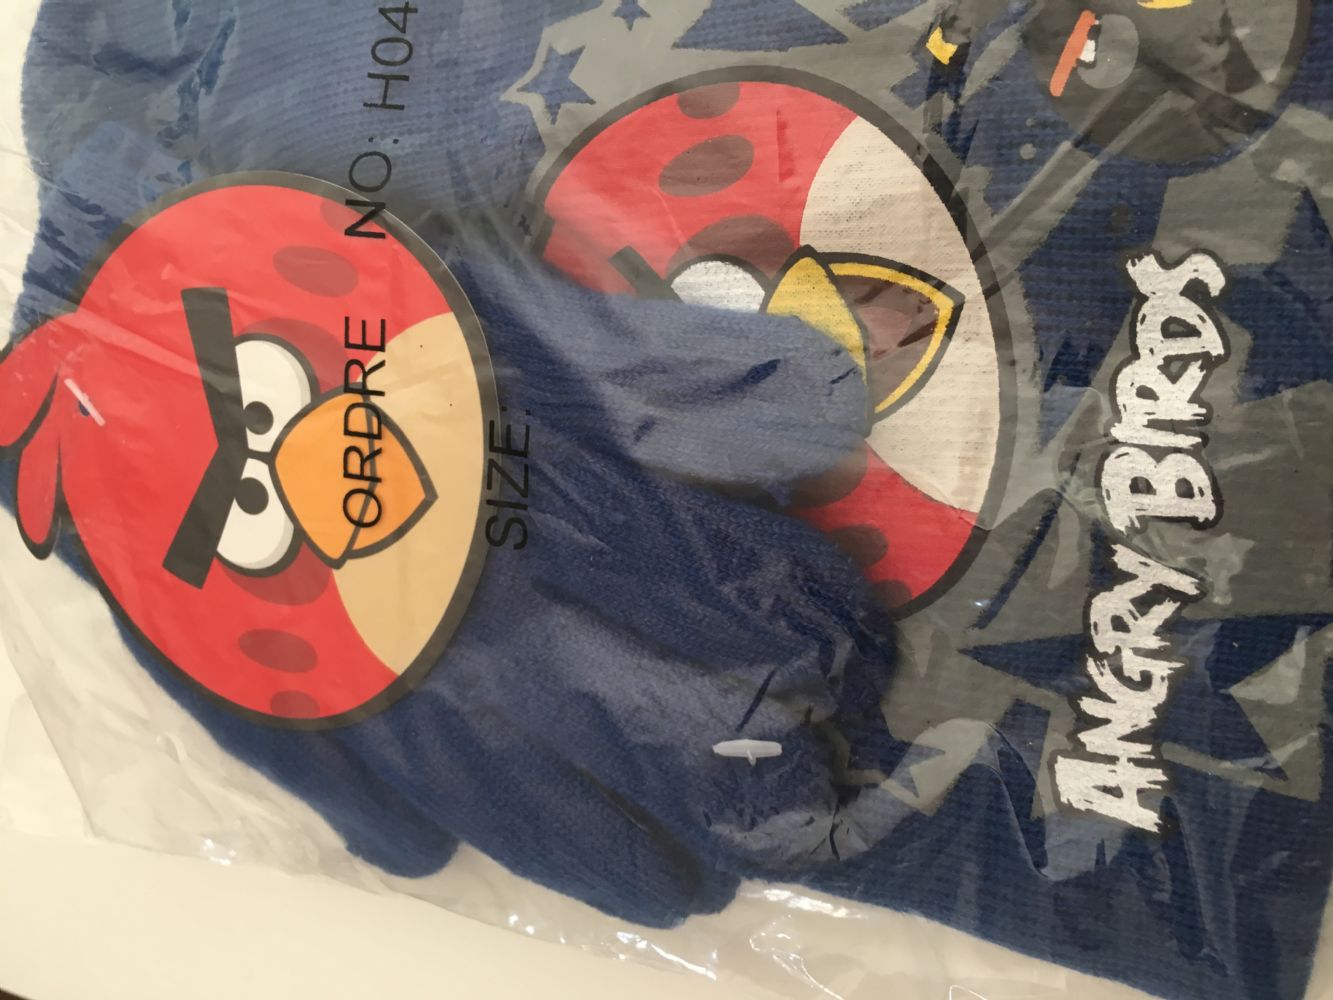 ORDRE NO: H04
SIZE:
ANGRY BIRDS